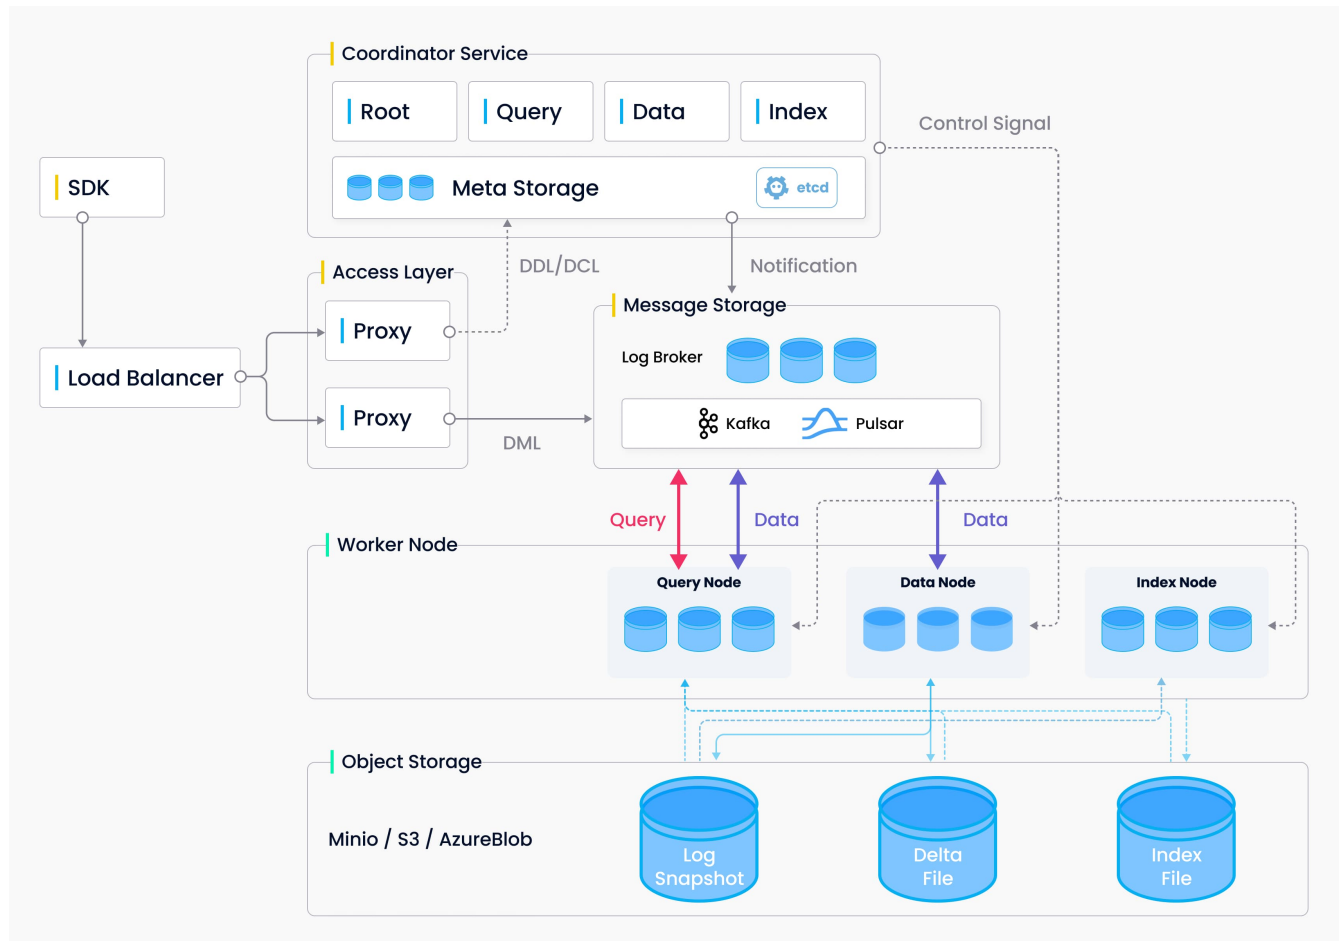 Coordinator Service
Root
Query
Data
Index
Control Signal
SDK
Meta Storage
etcd
DDL/DCL
Notification
Access Layer
Proxy
Message Storage
Log Broker
Load Balancer
Proxy
Kafka
Pulsar
DML
Query
Data
Data
Worker Node
Query Node
Data Node
Index Node
Object Storage
Minio / S3 / AzureBlob
Log
Snapshot
Delta
File
Index
File